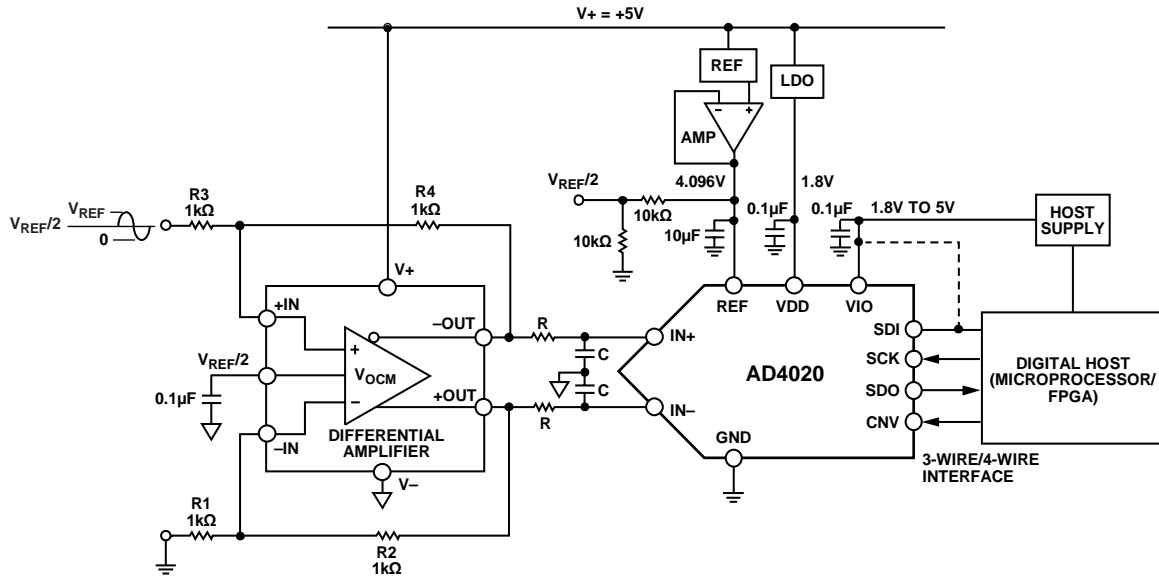 V+ = +5V
REF
LDO
AMP
–
+
VREF/2
4.096V
1.8V
10kΩ
10kΩ
10µF
0.1µF
0.1µF
1.8V TO 5V
HOST
SUPPLY
VREF
VREF/2
0
R3
1kΩ
R4
1kΩ
V+
+IN
–OUT
+
VREF/2
VOCM
0.1µF
–
+OUT
–IN
DIFFERENTIAL
AMPLIFIER
V–
R
C
C
R
R1
1kΩ
R2
1kΩ
REF
VDD
VIO
IN+
IN–
AD4020
GND
SDI
SCK
SDO
CNV
DIGITAL HOST
(MICROPROCESSOR/
FPGA)
3-WIRE/4-WIRE
INTERFACE